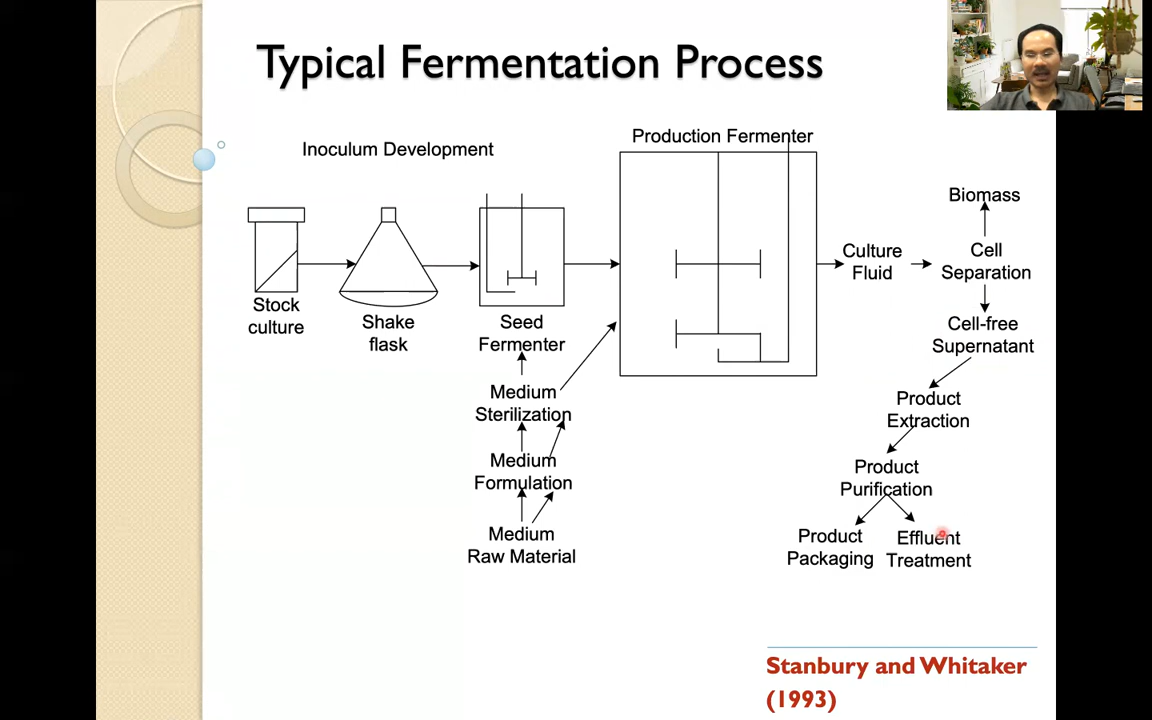 Typical Fermentation Process
Inoculum Development
Production Fermenter
Stock
culture
Shake
flask
Seed
Fermenter
Medium
Sterilization
Medium
Formulation
Medium
Raw Material
Culture
Fluid
Biomass
Cell
Separation
Cell-free
Supernatant
Product
Extraction
Product
Purification
Product
Packaging
Effluent
Treatment
Stanbury and Whitaker
(1993)